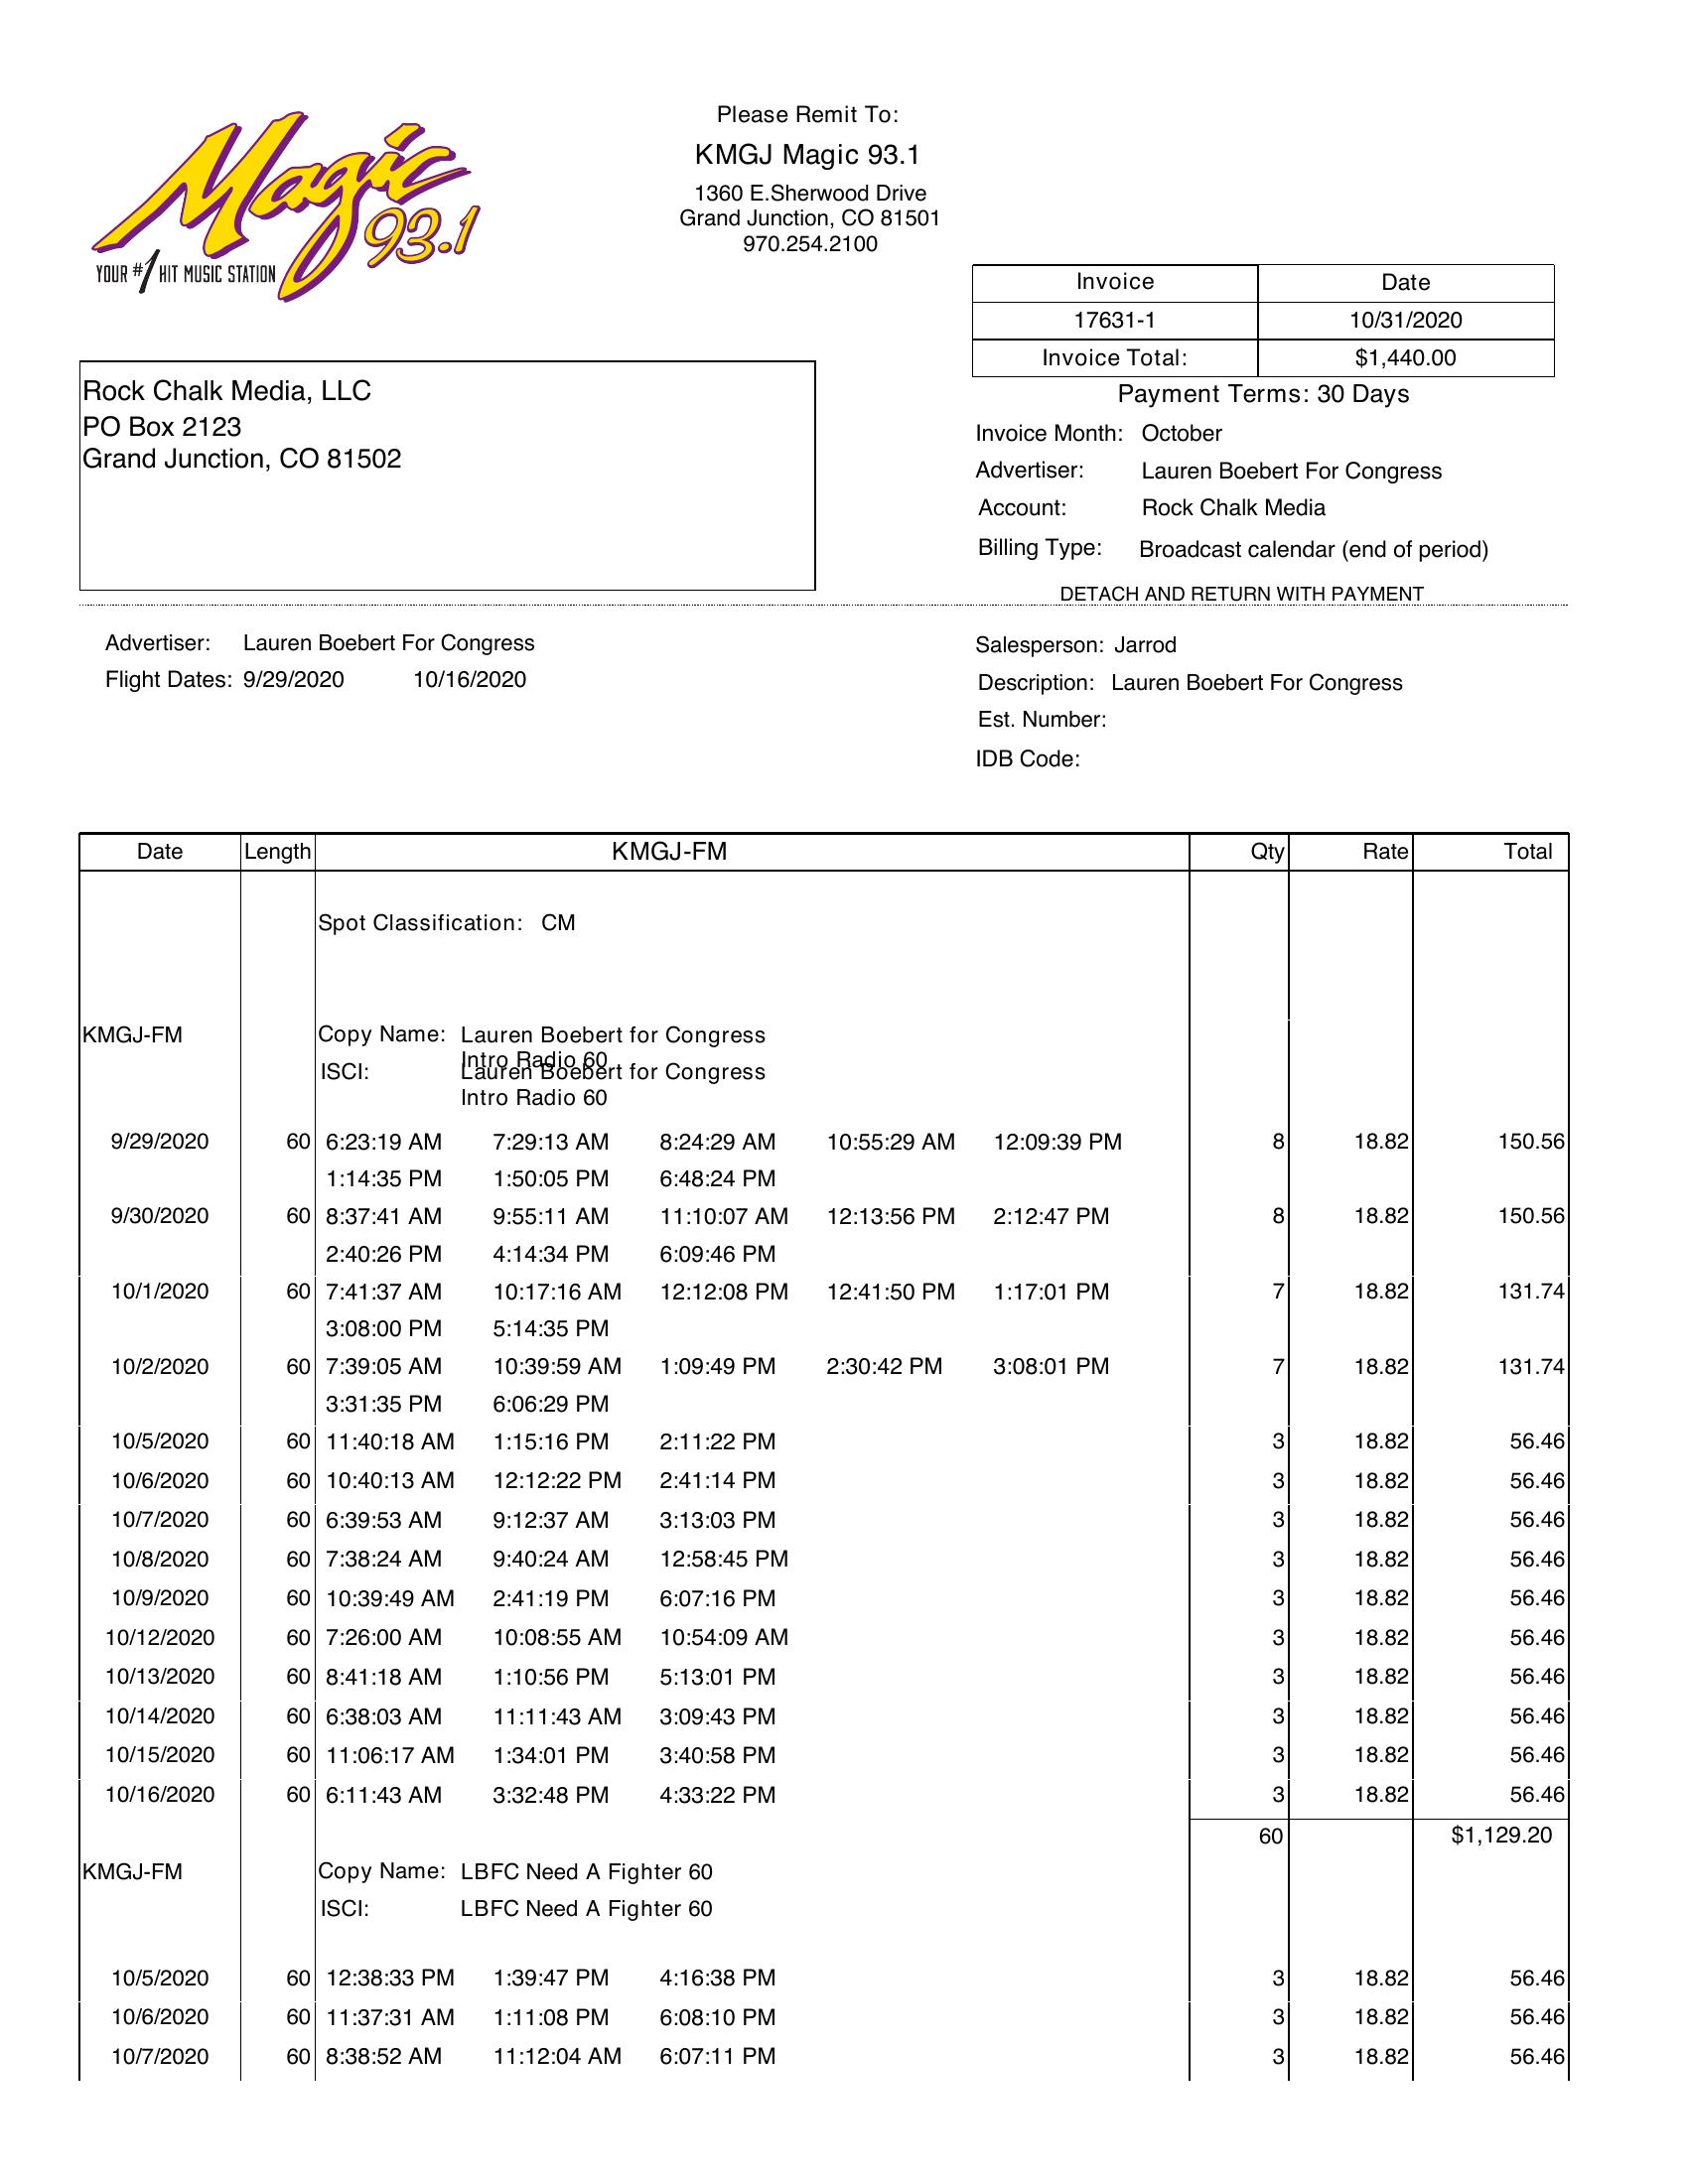 Magic
93.1
YOUR #1 HIT MUSIC STATION
Please Remit To:
KMGJ Magic 93.1
1360 E.Sherwood Drive
Grand Junction, CO 81501
970.254.2100
Invoice Date
17631-1 10/31/2020
Invoice Total: $1,440.00
Payment Terms: 30 Days
Rock Chalk Media, LLC
PO Box 2123
Grand Junction, CO 81502
Invoice Month: October
Advertiser: Lauren Boebert For Congress
Account: Rock Chalk Media
Billing Type: Broadcast calendar (end of period)
DETACH AND RETURN WITH PAYMENT
Advertiser: Lauren Boebert For Congress
Flight Dates: 9/29/2020 10/16/2020
Salesperson: Jarrod
Description: Lauren Boebert For Congress
Est. Number:
IDB Code:
Date Length KMGJ-FM Qty Rate Total
Spot Classification: CM
KMGJ-FM Copy Name: Lauren Boebert for Congress
Intro Radio 60
ISCI: Lauren Boebert for Congress
Intro Radio 60
9/29/2020 60 6:23:19 AM 7:29:13 AM 8:24:29 AM 10:55:29 AM 12:09:39 PM 8 18.82 150.56
1:14:35 PM 1:50:05 PM 6:48:24 PM
9/30/2020 60 8:37:41 AM 9:55:11 AM 11:10:07 AM 12:13:56 PM 2:12:47 PM 8 18.82 150.56
2:40:26 PM 4:14:34 PM 6:09:46 PM
10/1/2020 60 7:41:37 AM 10:17:16 AM 12:12:08 PM 12:41:50 PM 1:17:01 PM 7 18.82 131.74
3:08:00 PM 5:14:35 PM
10/2/2020 60 7:39:05 AM 10:39:59 AM 1:09:49 PM 2:30:42 PM 3:08:01 PM 7 18.82 131.74
3:31:35 PM 6:06:29 PM
10/5/2020 60 11:40:18 AM 1:15:16 PM 2:11:22 PM 3 18.82 56.46
10/6/2020 60 10:40:13 AM 12:12:22 PM 2:41:14 PM 3 18.82 56.46
10/7/2020 60 6:39:53 AM 9:12:37 AM 3:13:03 PM 3 18.82 56.46
10/8/2020 60 7:38:24 AM 9:40:24 AM 12:58:45 PM 3 18.82 56.46
10/9/2020 60 10:39:49 AM 2:41:19 PM 6:07:16 PM 3 18.82 56.46
10/12/2020 60 7:26:00 AM 10:08:55 AM 10:54:09 AM 3 18.82 56.46
10/13/2020 60 8:41:18 AM 1:10:56 PM 5:13:01 PM 3 18.82 56.46
10/14/2020 60 6:38:03 AM 11:11:43 AM 3:09:43 PM 3 18.82 56.46
10/15/2020 60 11:06:17 AM 1:34:01 PM 3:40:58 PM 3 18.82 56.46
10/16/2020 60 6:11:43 AM 3:32:48 PM 4:33:22 PM 3 18.82 56.46
60 $1,129.20
KMGJ-FM Copy Name: LBFC Need A Fighter 60
ISCI: LBFC Need A Fighter 60
10/5/2020 60 12:38:33 PM 1:39:47 PM 4:16:38 PM 3 18.82 56.46
10/6/2020 60 11:37:31 AM 1:11:08 PM 6:08:10 PM 3 18.82 56.46
10/7/2020 60 8:38:52 AM 11:12:04 AM 6:07:11 PM 3 18.82 56.46